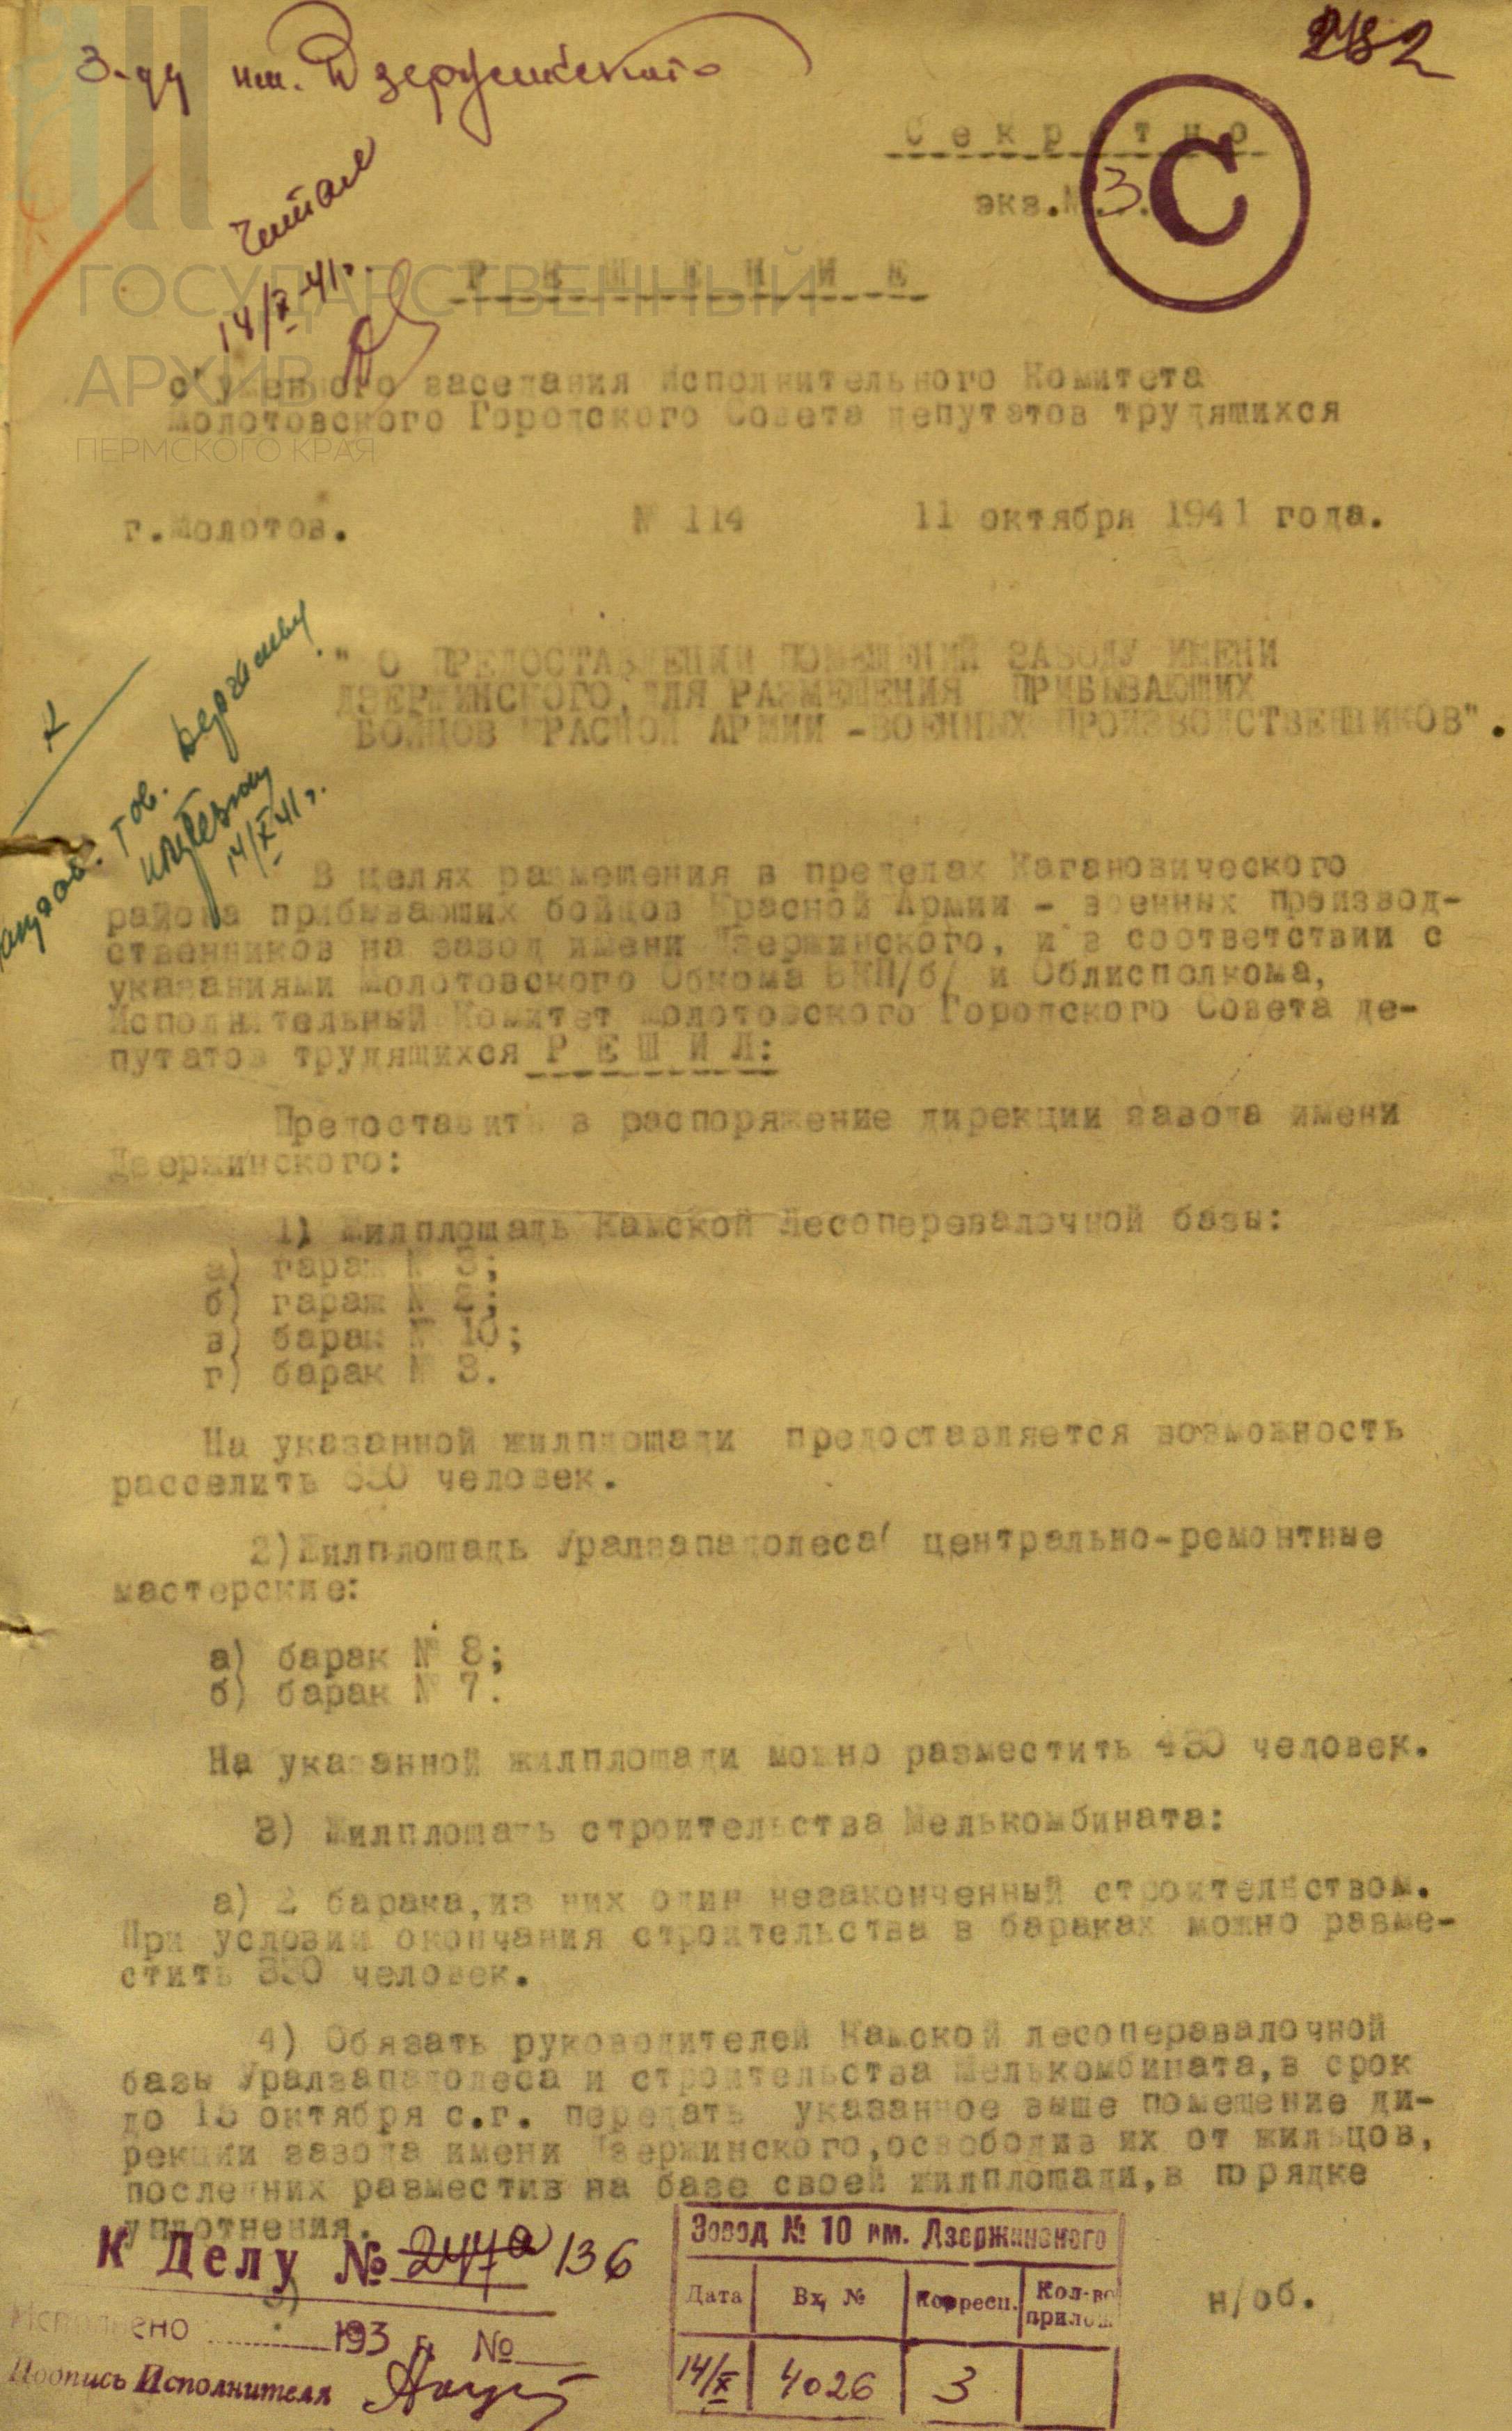 З-ду им. Дзержинского
282
Секретно
экз.№ 3.
С
Читал
14/X-41г.
ГОСУДАРСТВЕННЫЙ
АРХИВ
ПЕРМСКОГО КРАЯ
РЕШЕНИЕ
суженного заседания Исполнительного Комитета
Молотовского Городского Совета депутатов трудящихся
г.Молотов. № 114 11 октября 1941 года.
" О ПРЕДОСТАВЛЕНИИ ПОМЕЩЕНИЙ ЗАВОДУ ИМЕНИ
ДЗЕРЖИНСКОГО, ДЛЯ РАЗМЕЩЕНИЯ ПРИБЫВАЮЩИХ
БОЙЦОВ КРАСНОЙ АРМИИ -ВОЕННЫХ ПРОИЗВОДСТВЕННИКОВ".
тов.
14/X 41г.
В целях размещения в пределах Кагановического
района прибывающих бойцов Красной Армии - военных производ-
ственников на завод имени Дзержинского, и в соответствии с
указаниями Молотовского Обкома ВКП/б/ и Облисполкома,
Исполнительный Комитет Молотовского Городского Совета де-
путатов трудящихся Р Е Ш И Л:
Предоставить в распоряжение дирекции завода имени
Дзержинского:
1) Жилплощадь Камской Лесоперевалочной базы:
а) гараж № 3;
б) гараж № 2;
в) барак № 10;
г) барак № 3.
На указанной жилплощади предоставляется возможность
расселить 650 человек.
2)Жилплощадь Уралзападолеса/ центрально-ремонтные
мастерские:
а) барак № 8;
б) барак № 7.
На указанной жилплощади можно разместить 430 человек.
3) Жилплощадь строительства Мелькомбината:
а) 2 барака,из них один незаконченный строительством.
При условии окончания строительства в бараках можно разме-
стить 350 человек.
4) Обязать руководителей Камской лесоперавалочной
базы Уралзападолеса и строительства Мелькомбината,в срок
до 15 октября с.г. передать указанное выше помещение ди-
рекции завода имени Дзержинского,освободив их от жильцов,
последних разместив на базе своей жилплощади,в порядке
уплотнения.
К Делу № 247а 136
Исполнено 193 г. №
Подпись Исполнителя
Завод № 10 им. Дзержинского
Дата Вх. № Корресп. Кол-во прилож.
14/X 4026 3
н/об.